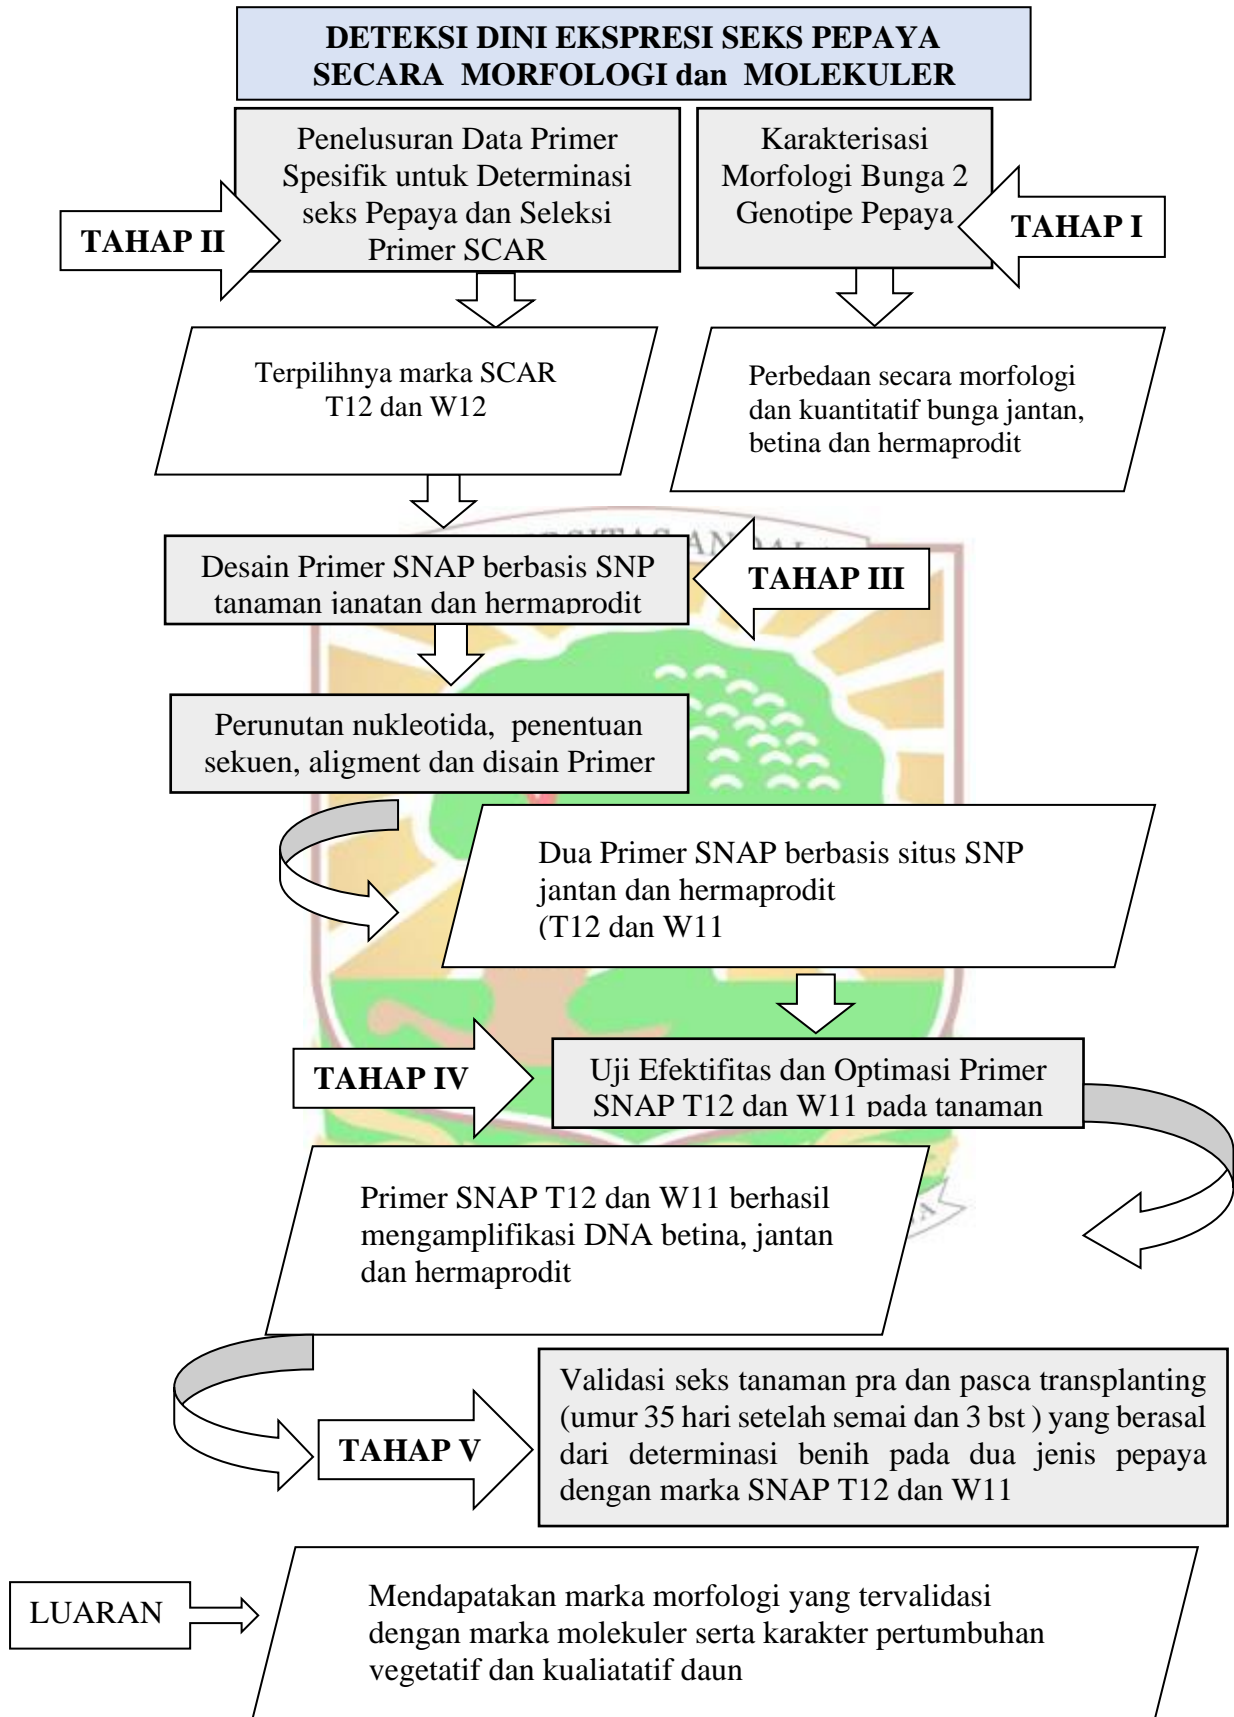 DETEKSI DINI EKSPRESI SEKS PEPAYA
SECARA MORFOLOGI dan MOLEKULER
Penelusuran Data Primer
Spesifik untuk Determinasi
seks Pepaya dan Seleksi
Primer SCAR
TAHAP II
Karakterisasi
Morfologi Bunga 2
Genotipe Pepaya
TAHAP I
Terpilihnya marka SCAR
T12 dan W12
Perbedaan secara morfologi
dan kuantitatif bunga jantan,
betina dan hermaprodit
Desain Primer SNAP berbasis SNP
tanaman janatan dan hermaprodit
TAHAP III
Perunutan nukleotida, penentuan
sekuen, aligment dan disain Primer
Dua Primer SNAP berbasis situs SNP
jantan dan hermaprodit
(T12 dan W11
TAHAP IV
Uji Efektifitas dan Optimasi Primer
SNAP T12 dan W11 pada tanaman
Primer SNAP T12 dan W11 berhasil
mengamplifikasi DNA betina, jantan
dan hermaprodit
TAHAP V
Validasi seks tanaman pra dan pasca transplanting
(umur 35 hari setelah semai dan 3 bst ) yang berasal
dari determinasi benih pada dua jenis pepaya
dengan marka SNAP T12 dan W11
LUARAN
Mendapatakan marka morfologi yang tervalidasi
dengan marka molekuler serta karakter pertumbuhan
vegetatif dan kualiatatif daun